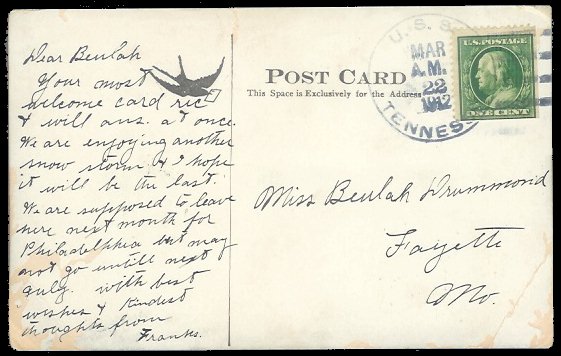 Dear Beulah
Your most
welcome card rec
& will ans. at once.
We are enjoying another
snow storm & I hope
it will be the last.
We are supposed to leave
here next month for
Philadelphia but may
not go untill next
July. with best
wishes & Kindest
thoughts from
Franks.
POST CARD
This Space is Exclusively for the Address
U. S. S.
MAR
A.M.
22
1912
TENNES
U.S. POSTAGE
ONE CENT
Miss Beulah Drummond
Fayette
Mo.